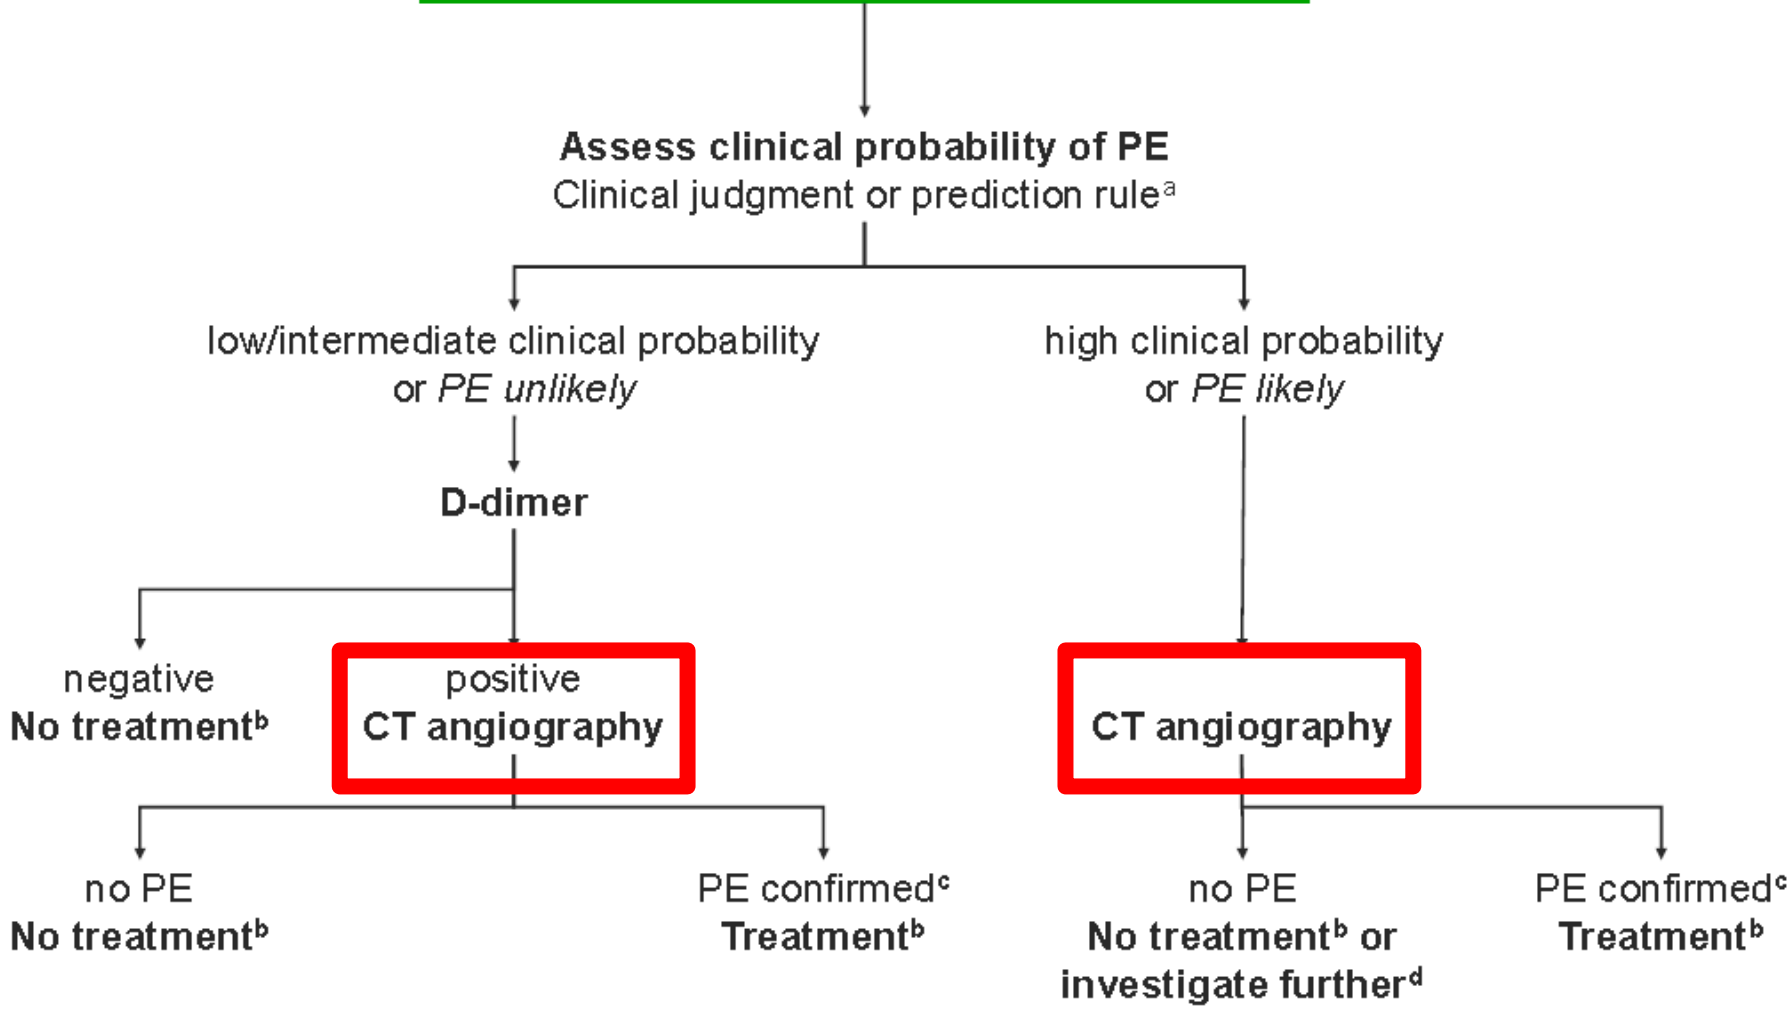 Assess clinical probability of PE
Clinical judgment or prediction ruleᵃ
low/intermediate clinical probability
or PE unlikely
high clinical probability
or PE likely
D-dimer
negative
No treatmentᵇ
positive
CT angiography
CT angiography
no PE
No treatmentᵇ
PE confirmedᶜ
Treatmentᵇ
no PE
No treatmentᵇ or
investigate furtherᵈ
PE confirmedᶜ
Treatmentᵇ